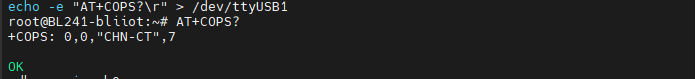 echo -e "AT+COPS?\r" > /dev/ttyUSB1
root@BL241-bliiot:~# AT+COPS?
+COPS: 0,0,"CHN-CT",7
OK